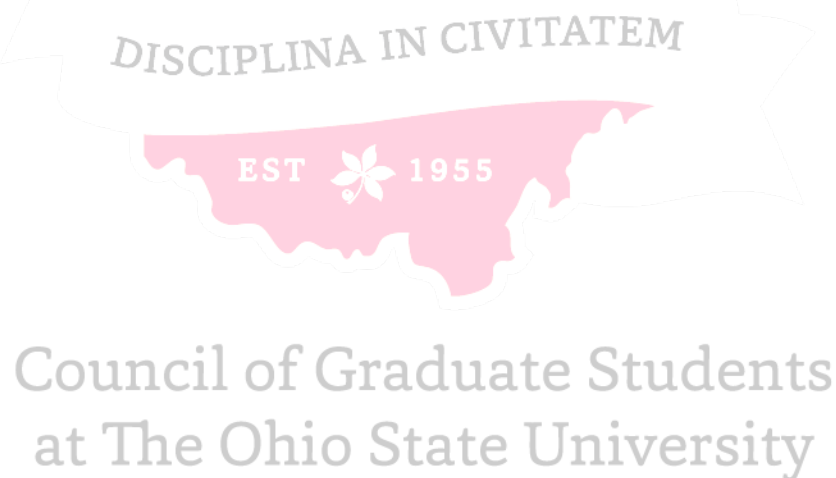 DISCIPLINA IN CIVITATEM
EST 1955
Council of Graduate Students
at The Ohio State University